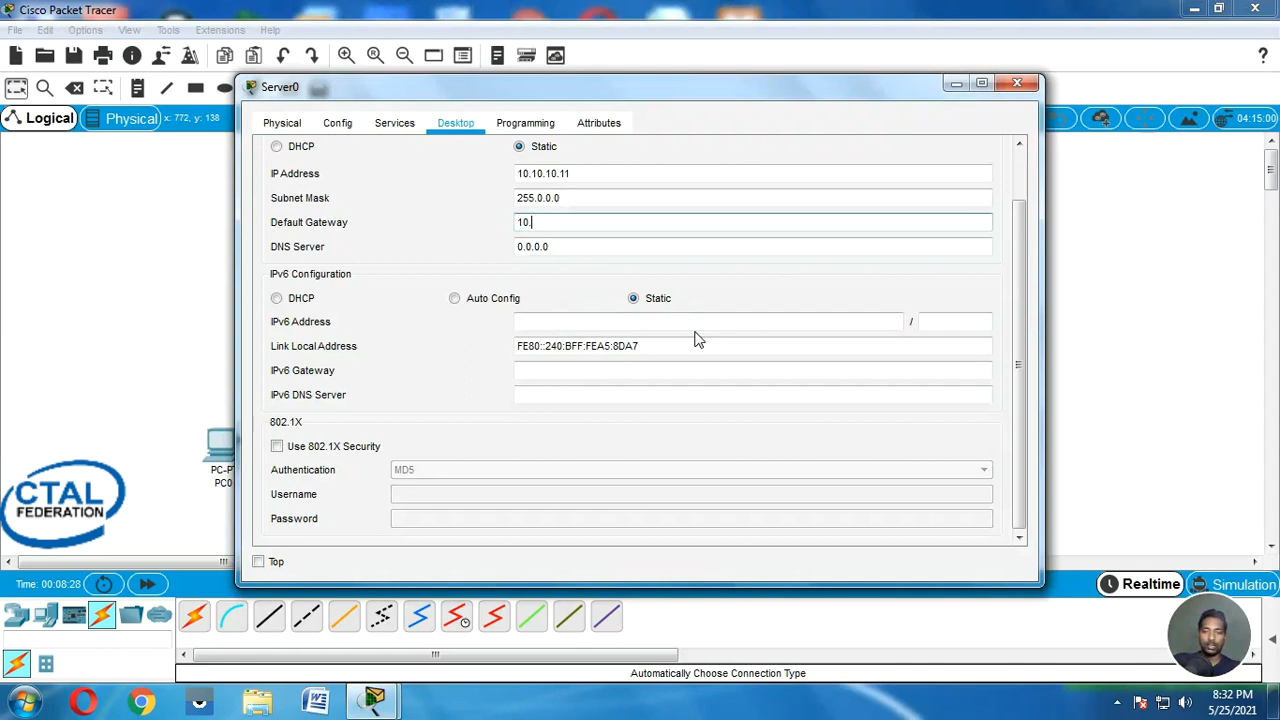 Cisco Packet Tracer
File Edit Options View Tools Extensions Help
Server0
Logical
Physical
x: 772, y: 138
04:15:00
Physical Config Services Desktop Programming Attributes
DHCP Static
IP Address 10.10.10.11
Subnet Mask 255.0.0.0
Default Gateway 10.
DNS Server 0.0.0.0
IPv6 Configuration
DHCP Auto Config Static
IPv6 Address /
Link Local Address FE80::240:BFF:FEA5:8DA7
IPv6 Gateway
IPv6 DNS Server
802.1X
Use 802.1X Security
Authentication MD5
Username
Password
Top
PC-P
PC0
CTAL
FEDERATION
Time: 00:08:28
Realtime
Simulation
Automatically Choose Connection Type
8:32 PM
5/25/2021